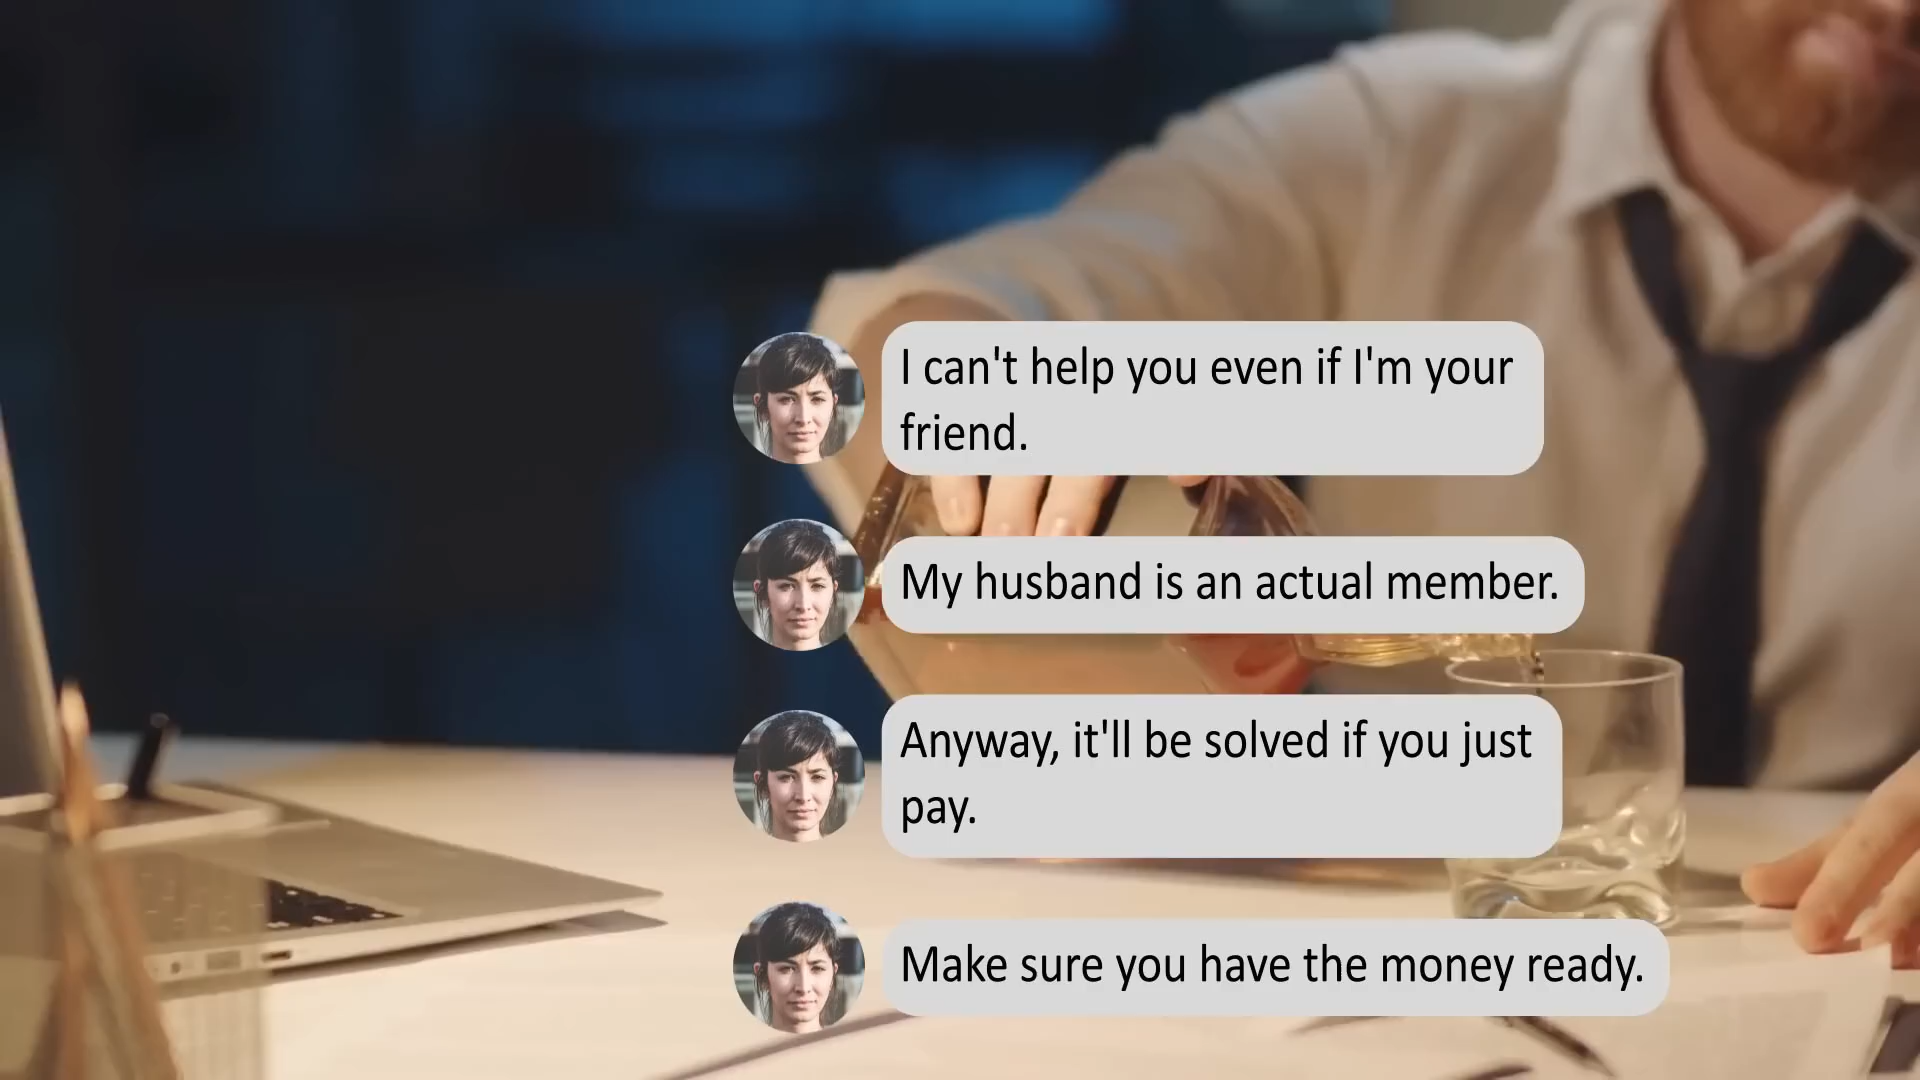 I can't help you even if I'm your
friend.
My husband is an actual member.
Anyway, it'll be solved if you just
pay.
Make sure you have the money ready.